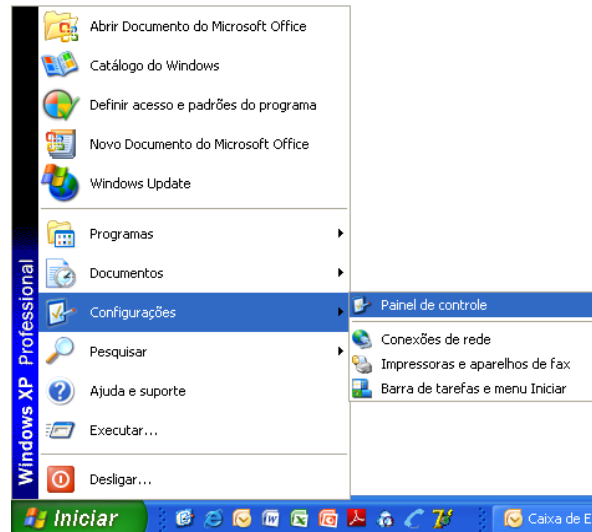 Abrir Documento do Microsoft Office
Catálogo do Windows
Definir acesso e padrões do programa
Novo Documento do Microsoft Office
Windows Update
Programas
Documentos
Configurações
Painel de controle
Conexões de rede
Impressoras e aparelhos de fax
Barra de tarefas e menu Iniciar
Pesquisar
Ajuda e suporte
Executar...
Desligar...
Windows XP Professional
Iniciar
Caixa de E